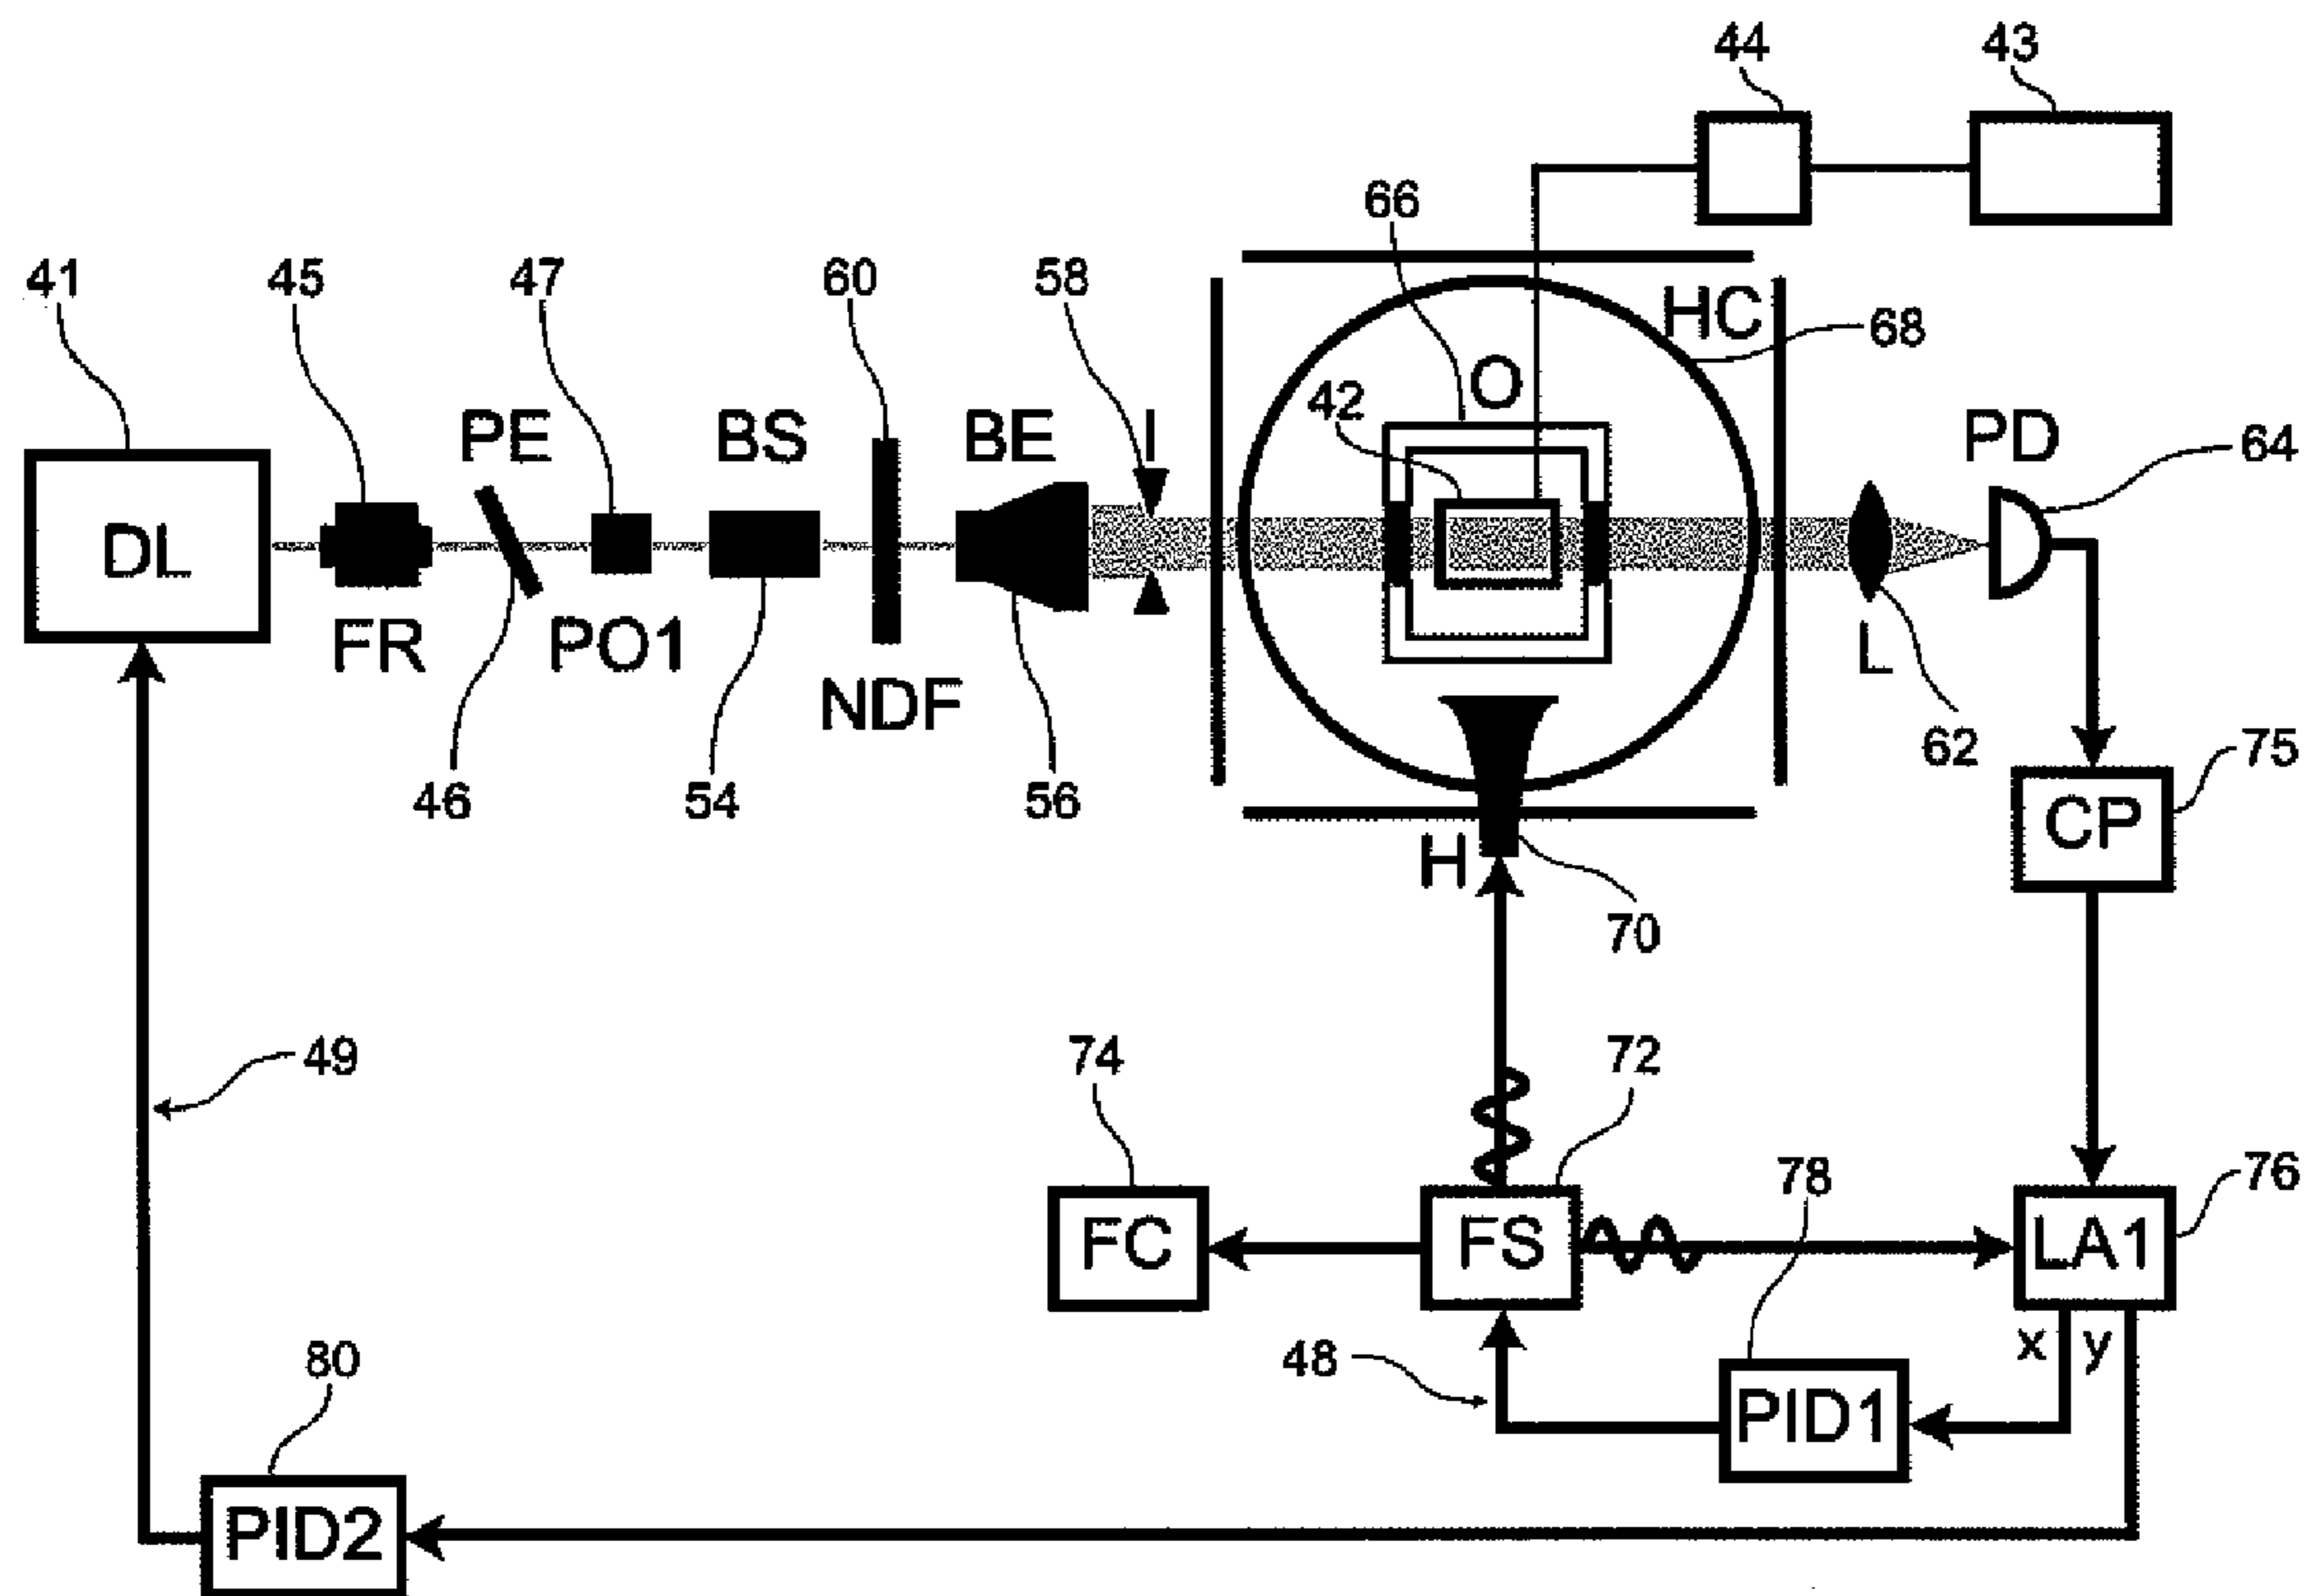 44
43
66
41
45
47
60
58
HC
68
O
42
PE
BS
BE
I
PD
64
DL
FR
PO1
NDF
L
46
54
56
62
75
CP
H
70
49
74
72
78
76
FC
FS
LA1
x
y
80
48
PID1
PID2